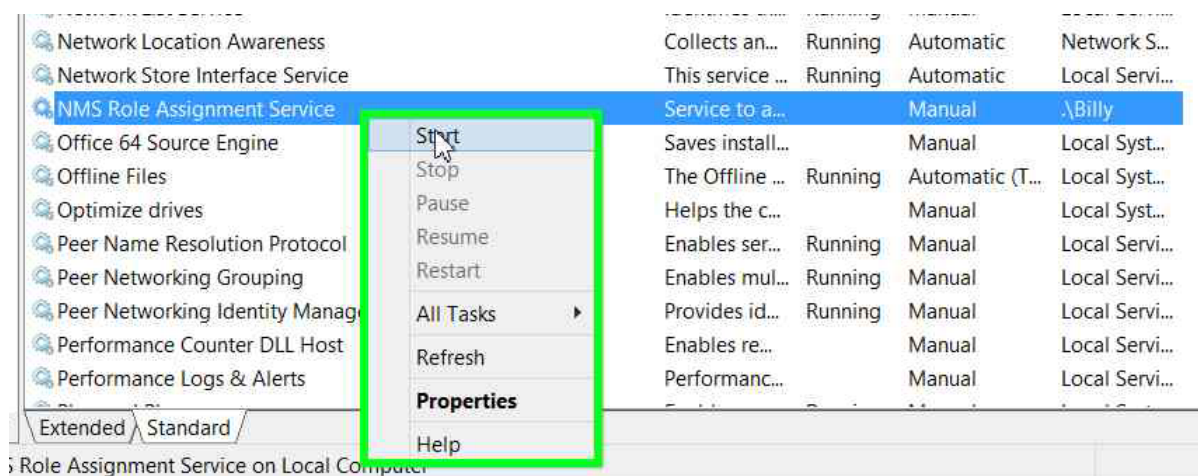 Network Location Awareness Collects an... Running Automatic Network S...
Network Store Interface Service This service ... Running Automatic Local Servi...
NMS Role Assignment Service Service to a... Manual .\Billy
Office 64 Source Engine Saves install... Manual Local Syst...
Offline Files The Offline ... Running Automatic (T... Local Syst...
Optimize drives Helps the c... Manual Local Syst...
Peer Name Resolution Protocol Enables ser... Running Manual Local Servi...
Peer Networking Grouping Enables mul... Running Manual Local Servi...
Peer Networking Identity Manag Provides id... Running Manual Local Servi...
Performance Counter DLL Host Enables re... Manual Local Servi...
Performance Logs & Alerts Performanc... Manual Local Servi...
Start
Stop
Pause
Resume
Restart
All Tasks
Refresh
Properties
Help
Extended Standard
Role Assignment Service on Local Computer